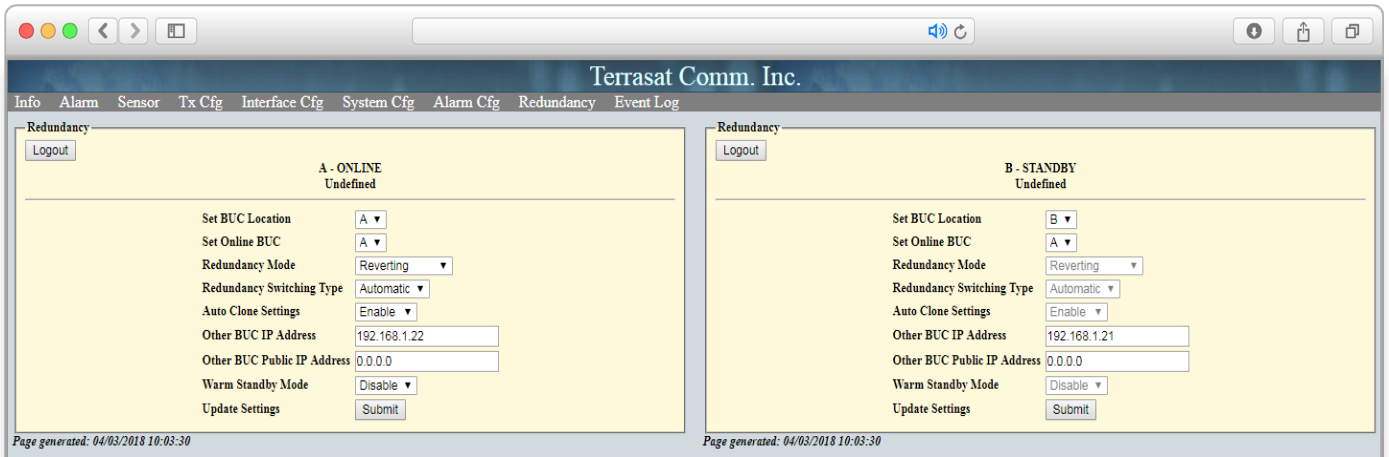 Terrasat Comm. Inc.
Info Alarm Sensor Tx Cfg Interface Cfg System Cfg Alarm Cfg Redundancy Event Log
Redundancy
Logout
A - ONLINE
Undefined
Set BUC Location A
Set Online BUC A
Redundancy Mode Reverting
Redundancy Switching Type Automatic
Auto Clone Settings Enable
Other BUC IP Address 192.168.1.22
Other BUC Public IP Address 0.0.0.0
Warm Standby Mode Disable
Update Settings Submit
Page generated: 04/03/2018 10:03:30
Redundancy
Logout
B - STANDBY
Undefined
Set BUC Location B
Set Online BUC A
Redundancy Mode Reverting
Redundancy Switching Type Automatic
Auto Clone Settings Enable
Other BUC IP Address 192.168.1.21
Other BUC Public IP Address 0.0.0.0
Warm Standby Mode Disable
Update Settings Submit
Page generated: 04/03/2018 10:03:30